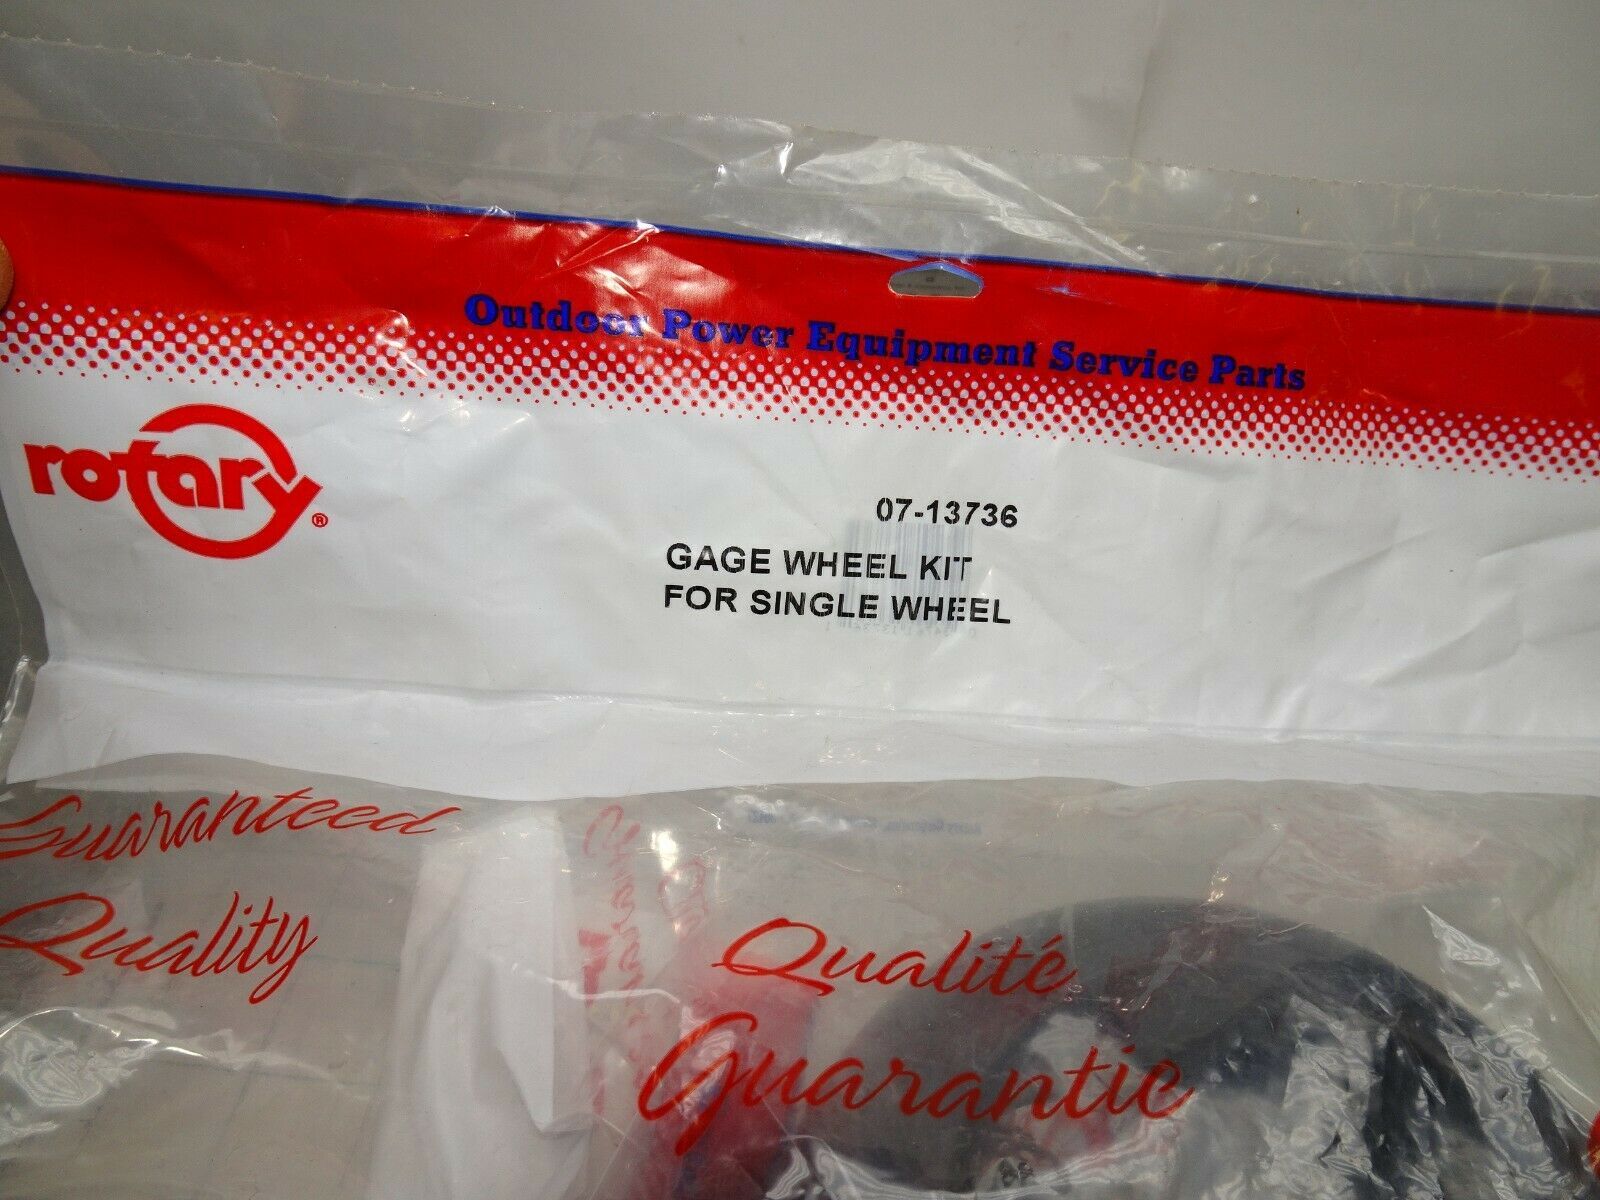 Outdoor Power Equipment Service Parts
rotary®
07-13736
GAGE WHEEL KIT
FOR SINGLE WHEEL
Guaranteed
Quality
Qualité
Guarantie